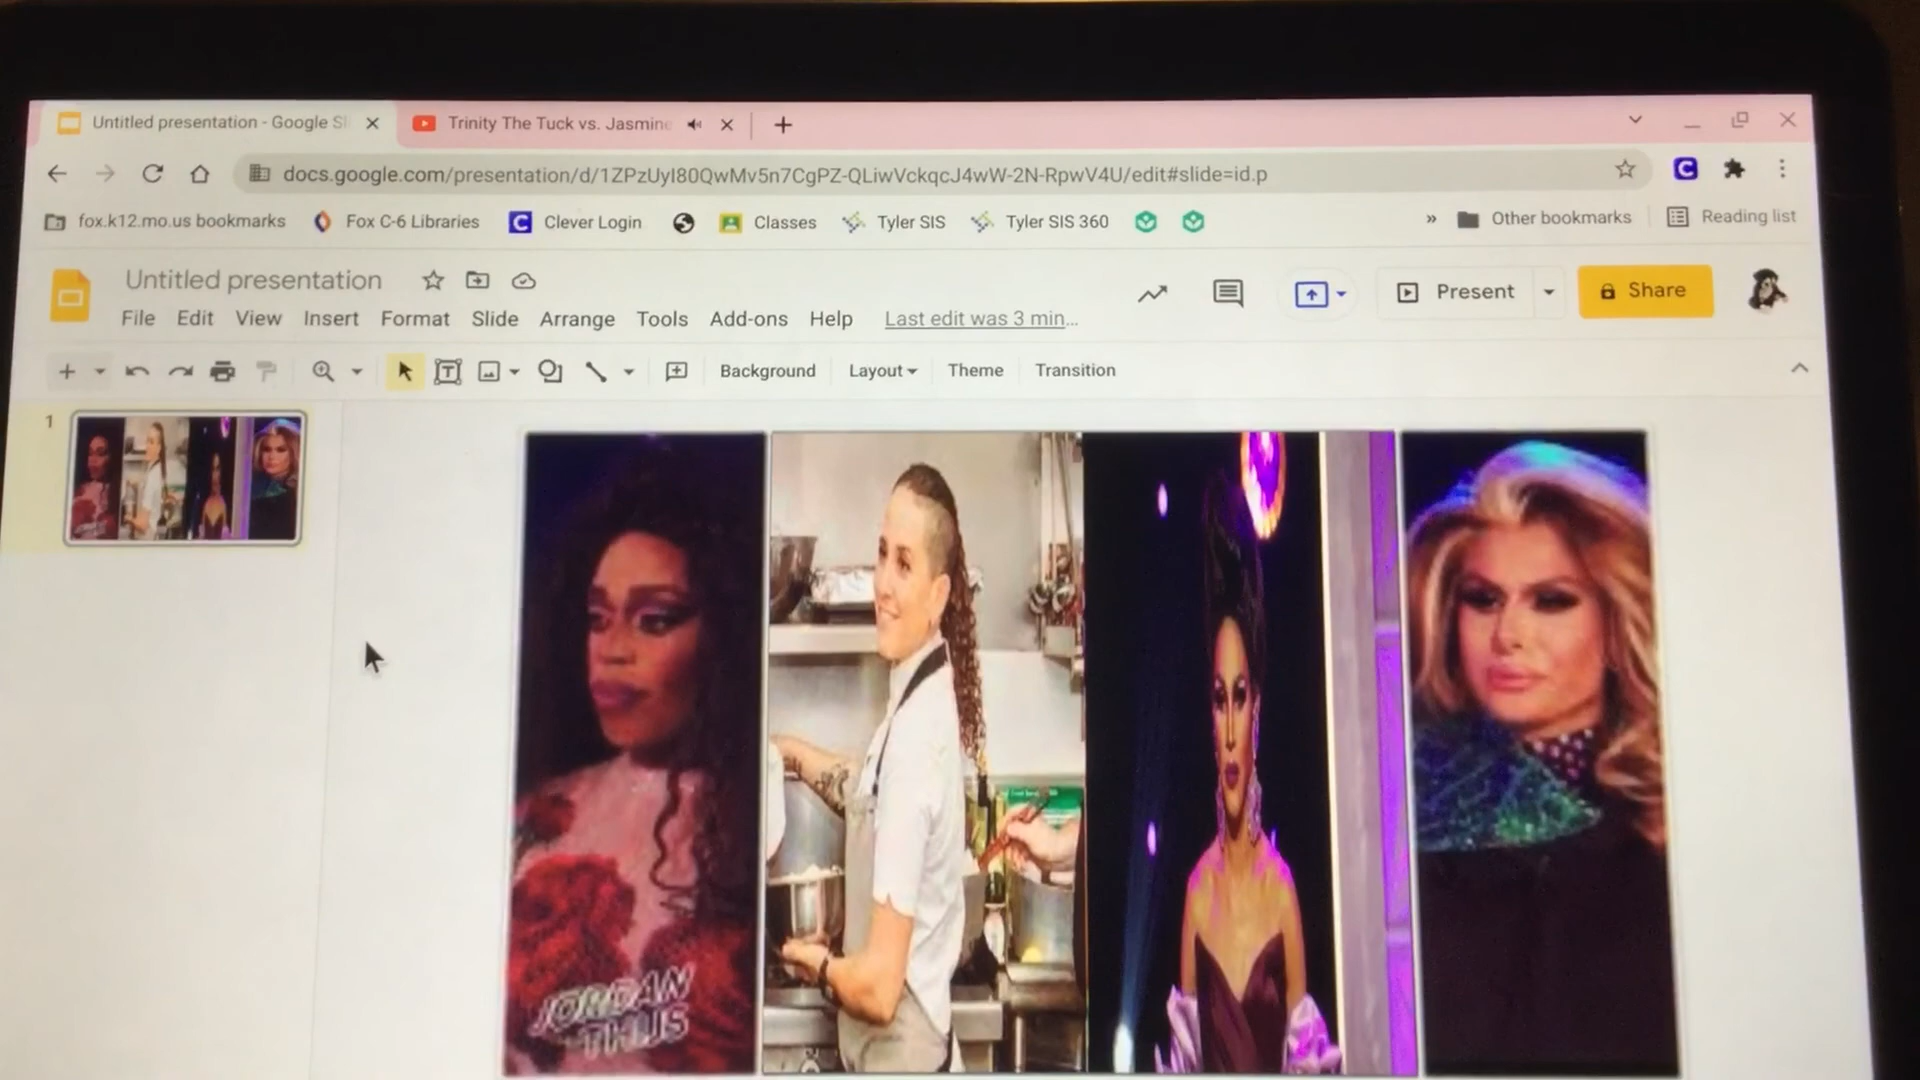 Untitled presentation - Google Sl
Trinity The Tuck vs. Jasmine
docs.google.com/presentation/d/1ZPzUyI80QwMv5n7CgPZ-QLiwVckqcJ4wW-2N-RpwV4U/edit#slide=id.p
fox.k12.mo.us bookmarks Fox C-6 Libraries Clever Login Classes Tyler SIS Tyler SIS 360 » Other bookmarks Reading list
Untitled presentation
Present Share
File Edit View Insert Format Slide Arrange Tools Add-ons Help Last edit was 3 min...
Background Layout Theme Transition
1
JORDAN
THIJS